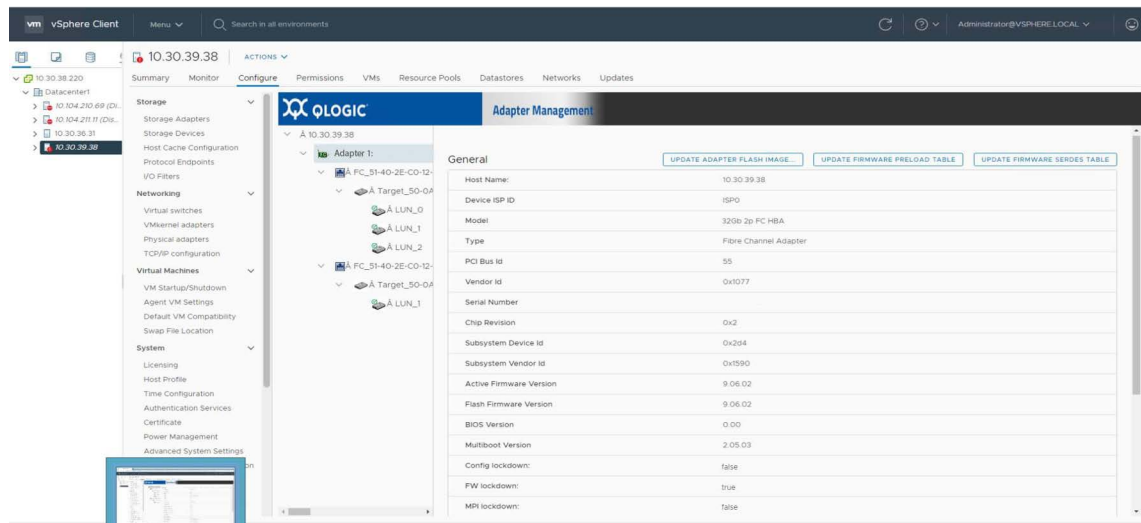 vm vSphere Client Menu Search in all environments Administrator@VSPHERE.LOCAL
10.30.39.38 ACTIONS
Summary Monitor Configure Permissions VMs Resource Pools Datastores Networks Updates
10.30.38.220
Datacenter1
10.104.210.69 (Di...
10.104.211.11 (Dis...
10.30.36.31
10.30.39.38
Storage
Storage Adapters
Storage Devices
Host Cache Configuration
Protocol Endpoints
I/O Filters
Networking
Virtual switches
VMkernel adapters
Physical adapters
TCP/IP configuration
Virtual Machines
VM Startup/Shutdown
Agent VM Settings
Default VM Compatibility
Swap File Location
System
Licensing
Host Profile
Time Configuration
Authentication Services
Certificate
Power Management
Advanced System Settings
on
QLOGIC Adapter Management
Â 10.30.39.38
Adapter 1:
Â FC_51-40-2E-C0-12-
Â Target_50-0A
Â LUN_0
Â LUN_1
Â LUN_2
Â FC_51-40-2E-C0-12-
Â Target_50-0A
Â LUN_1
General UPDATE ADAPTER FLASH IMAGE... UPDATE FIRMWARE PRELOAD TABLE UPDATE FIRMWARE SERDES TABLE
Host Name: 10.30.39.38
Device ISP ID ISP0
Model 32Gb 2p FC HBA
Type Fibre Channel Adapter
PCI Bus Id 55
Vendor Id 0x1077
Serial Number
Chip Revision 0x2
Subsystem Device Id 0x2d4
Subsystem Vendor Id 0x1590
Active Firmware Version 9.06.02
Flash Firmware Version 9.06.02
BIOS Version 0.00
Multiboot Version 2.05.03
Config lockdown: false
FW lockdown: true
MPI lockdown: false